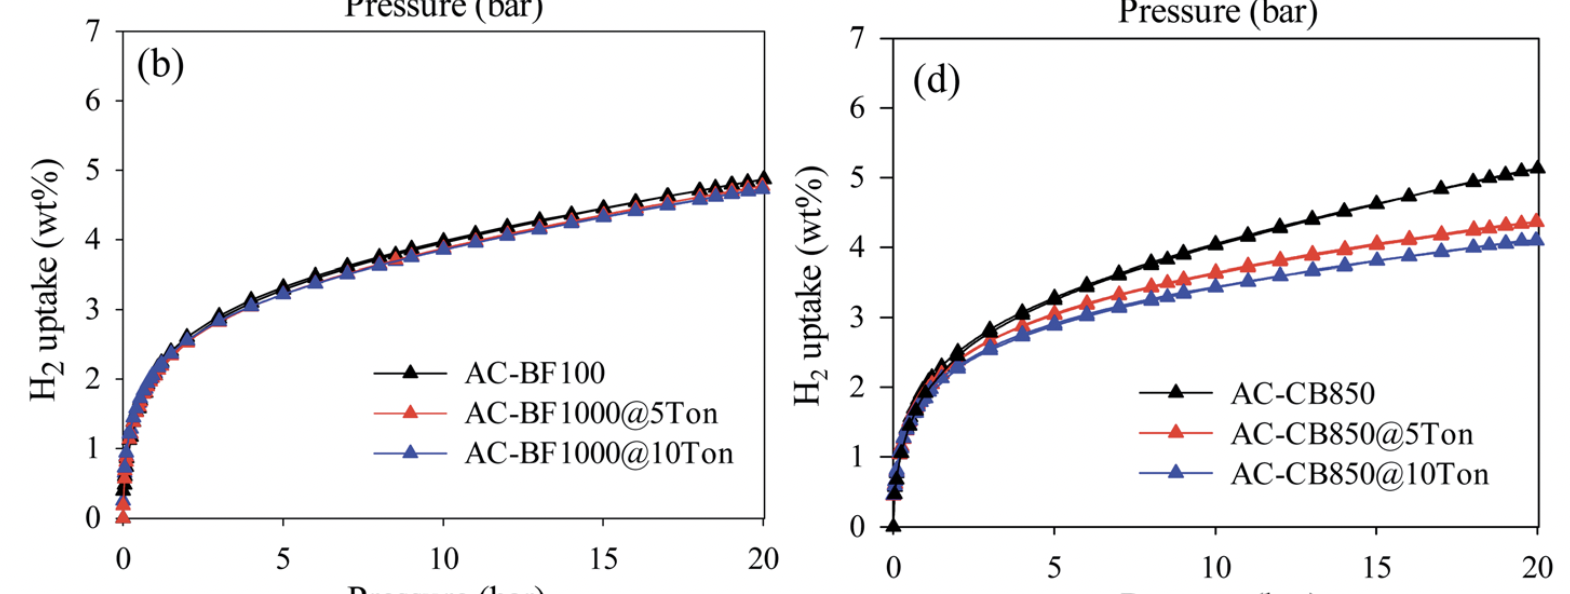 Pressure (bar)
Pressure (bar)
(b)
7
6
5
4
3
2
1
0
H2 uptake (wt%)
AC-BF100
AC-BF1000@5Ton
AC-BF1000@10Ton
0 5 10 15 20
Pressure (bar)
(d)
7
6
5
4
3
2
1
0
H2 uptake (wt%)
AC-CB850
AC-CB850@5Ton
AC-CB850@10Ton
0 5 10 15 20